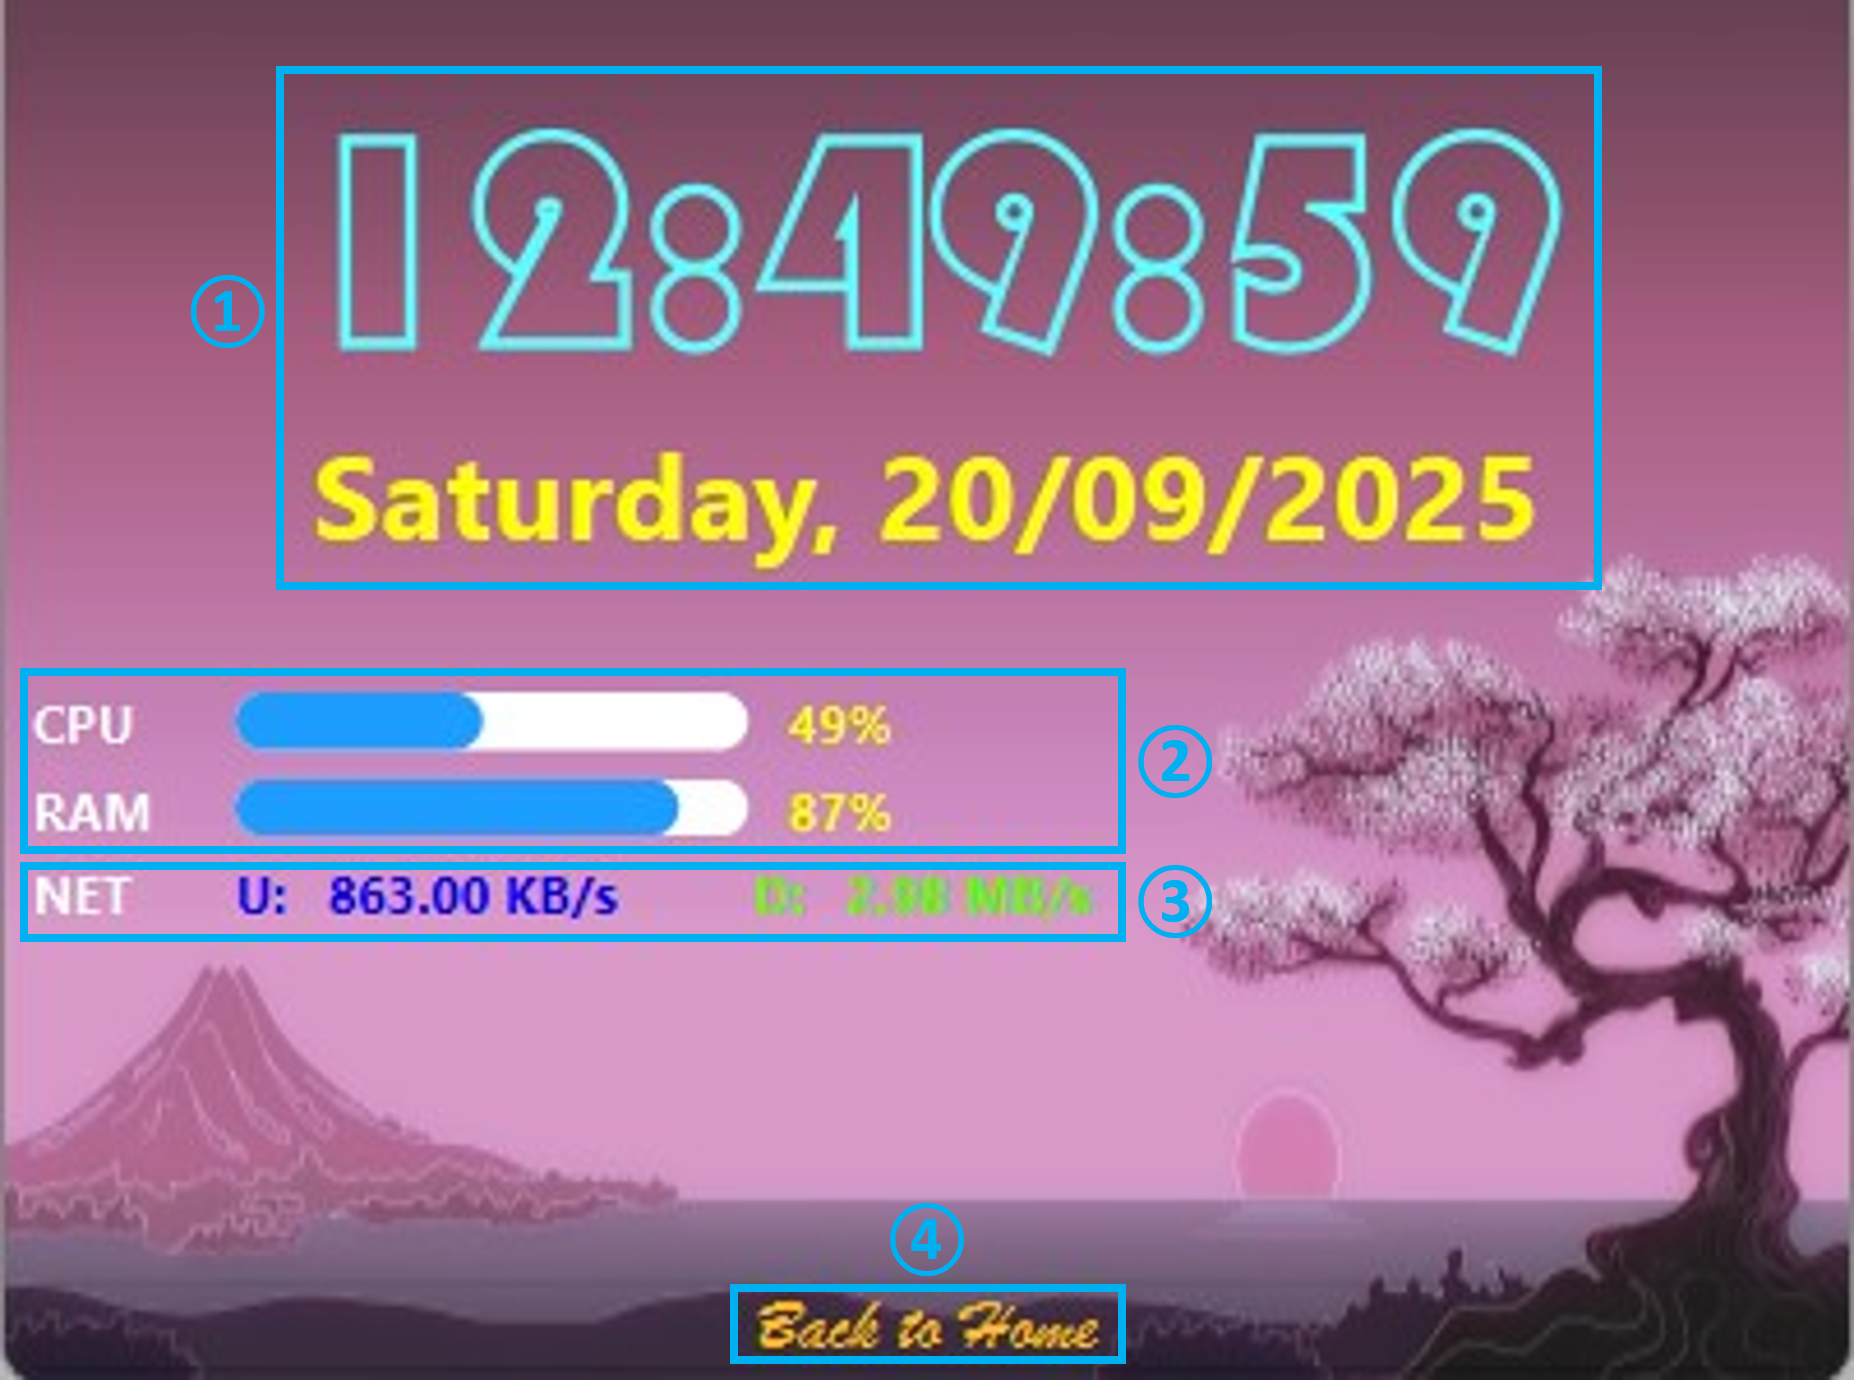 ①
12:49:59
Saturday, 20/09/2025
CPU 49%
②
RAM 87%
NET U: 863.00 KB/s D: 2.98 MB/s
③
④
Back to Home